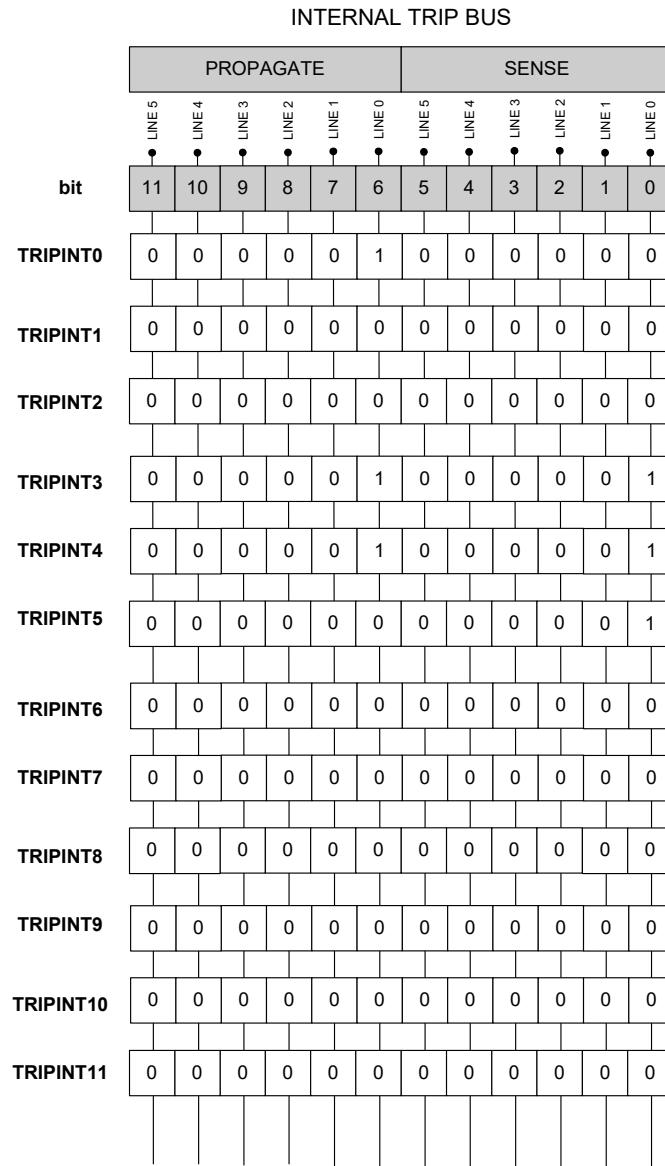 INTERNAL TRIP BUS
PROPAGATE SENSE
LINE 5 LINE 4 LINE 3 LINE 2 LINE 1 LINE 0 LINE 5 LINE 4 LINE 3 LINE 2 LINE 1 LINE 0
bit 11 10 9 8 7 6 5 4 3 2 1 0
TRIPINT0 0 0 0 0 0 1 0 0 0 0 0 0
TRIPINT1 0 0 0 0 0 0 0 0 0 0 0 0
TRIPINT2 0 0 0 0 0 0 0 0 0 0 0 0
TRIPINT3 0 0 0 0 0 1 0 0 0 0 0 1
TRIPINT4 0 0 0 0 0 1 0 0 0 0 0 1
TRIPINT5 0 0 0 0 0 0 0 0 0 0 0 1
TRIPINT6 0 0 0 0 0 0 0 0 0 0 0 0
TRIPINT7 0 0 0 0 0 0 0 0 0 0 0 0
TRIPINT8 0 0 0 0 0 0 0 0 0 0 0 0
TRIPINT9 0 0 0 0 0 0 0 0 0 0 0 0
TRIPINT10 0 0 0 0 0 0 0 0 0 0 0 0
TRIPINT11 0 0 0 0 0 0 0 0 0 0 0 0